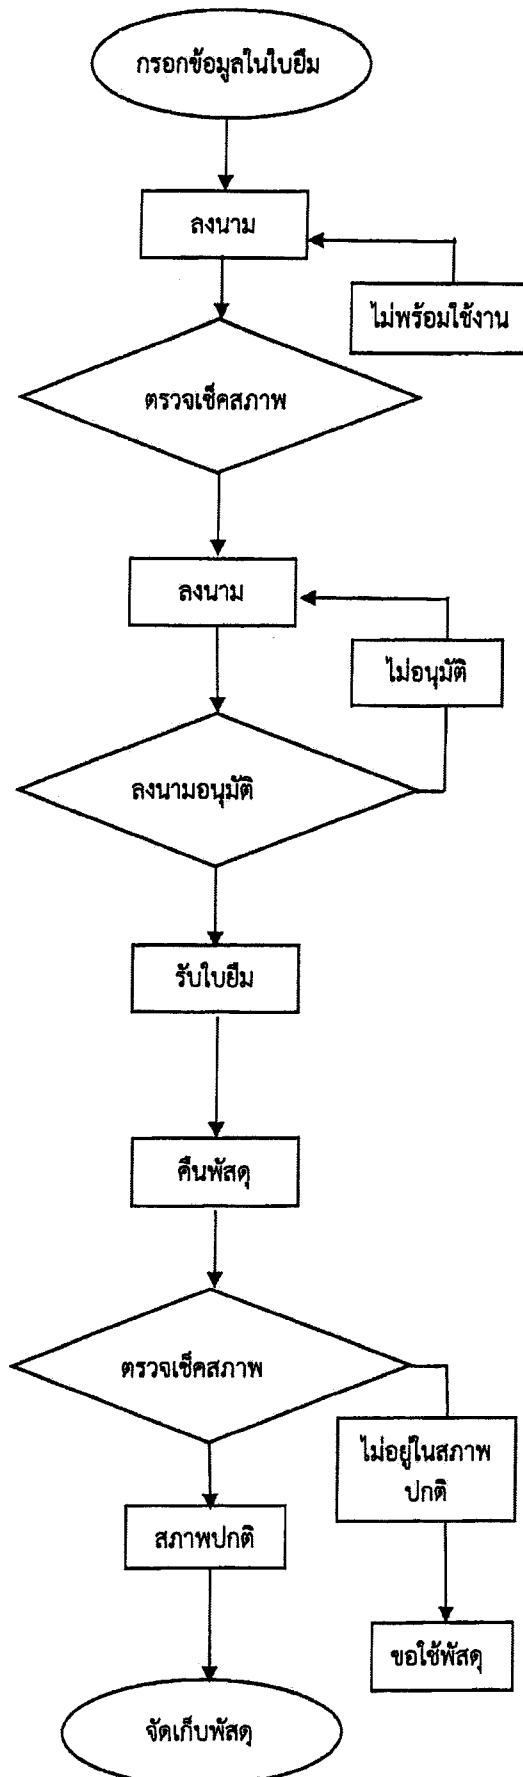 กรอกข้อมูลในใบยืม
ลงนาม
ไม่พร้อมใช้งาน
ตรวจเช็คสภาพ
ลงนาม
ไม่อนุมัติ
ลงนามอนุมัติ
รับใบยืม
คืนพัสดุ
ตรวจเช็คสภาพ
ไม่อยู่ในสภาพ
ปกติ
สภาพปกติ
ขอใช้พัสดุ
จัดเก็บพัสดุ